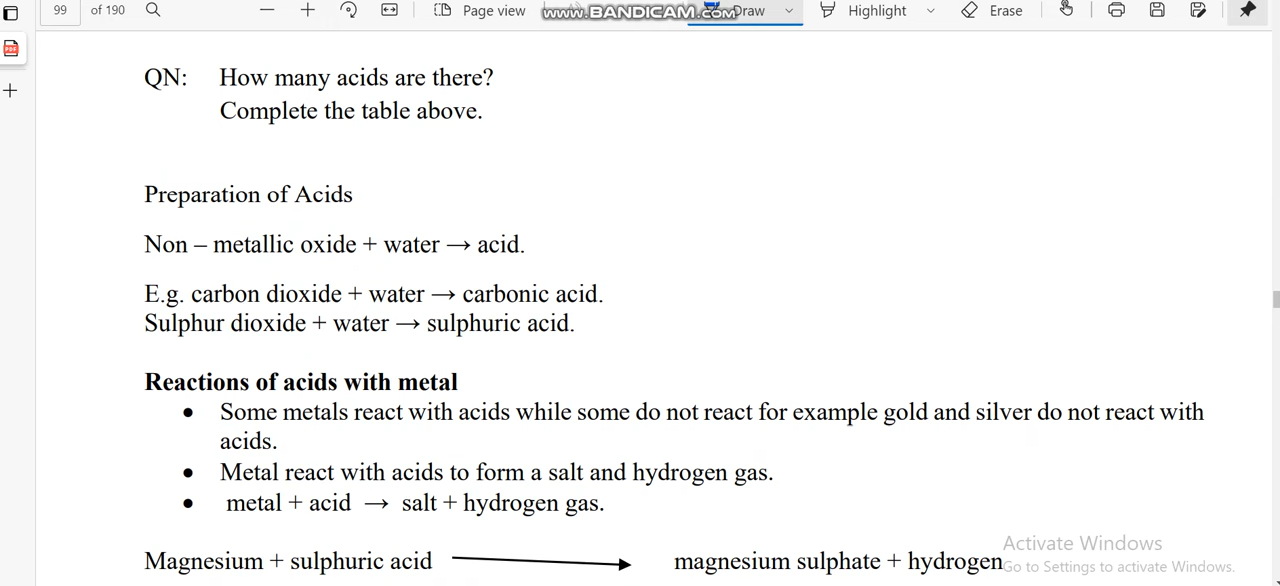 99 of 190 Page view www.BANDICAM.com Draw Highlight Erase
QN: How many acids are there?
Complete the table above.
Preparation of Acids
Non – metallic oxide + water → acid.
E.g. carbon dioxide + water → carbonic acid.
Sulphur dioxide + water → sulphuric acid.
Reactions of acids with metal
• Some metals react with acids while some do not react for example gold and silver do not react with
acids.
• Metal react with acids to form a salt and hydrogen gas.
• metal + acid → salt + hydrogen gas.
Magnesium + sulphuric acid → magnesium sulphate + hydrogen
Activate Windows
Go to Settings to activate Windows.